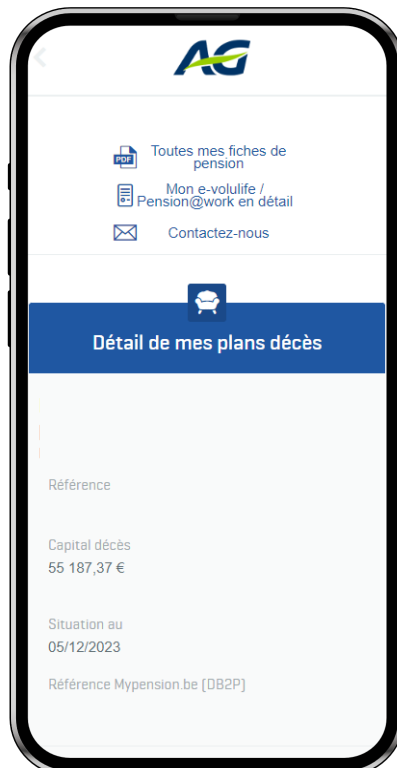 AG
PDF
Toutes mes fiches de
pension
Mon e-volulife /
Pension@work en détail
Contactez-nous
Détail de mes plans décès
Référence
Capital décès
55 187,37 €
Situation au
05/12/2023
Référence Mypension.be (DB2P)